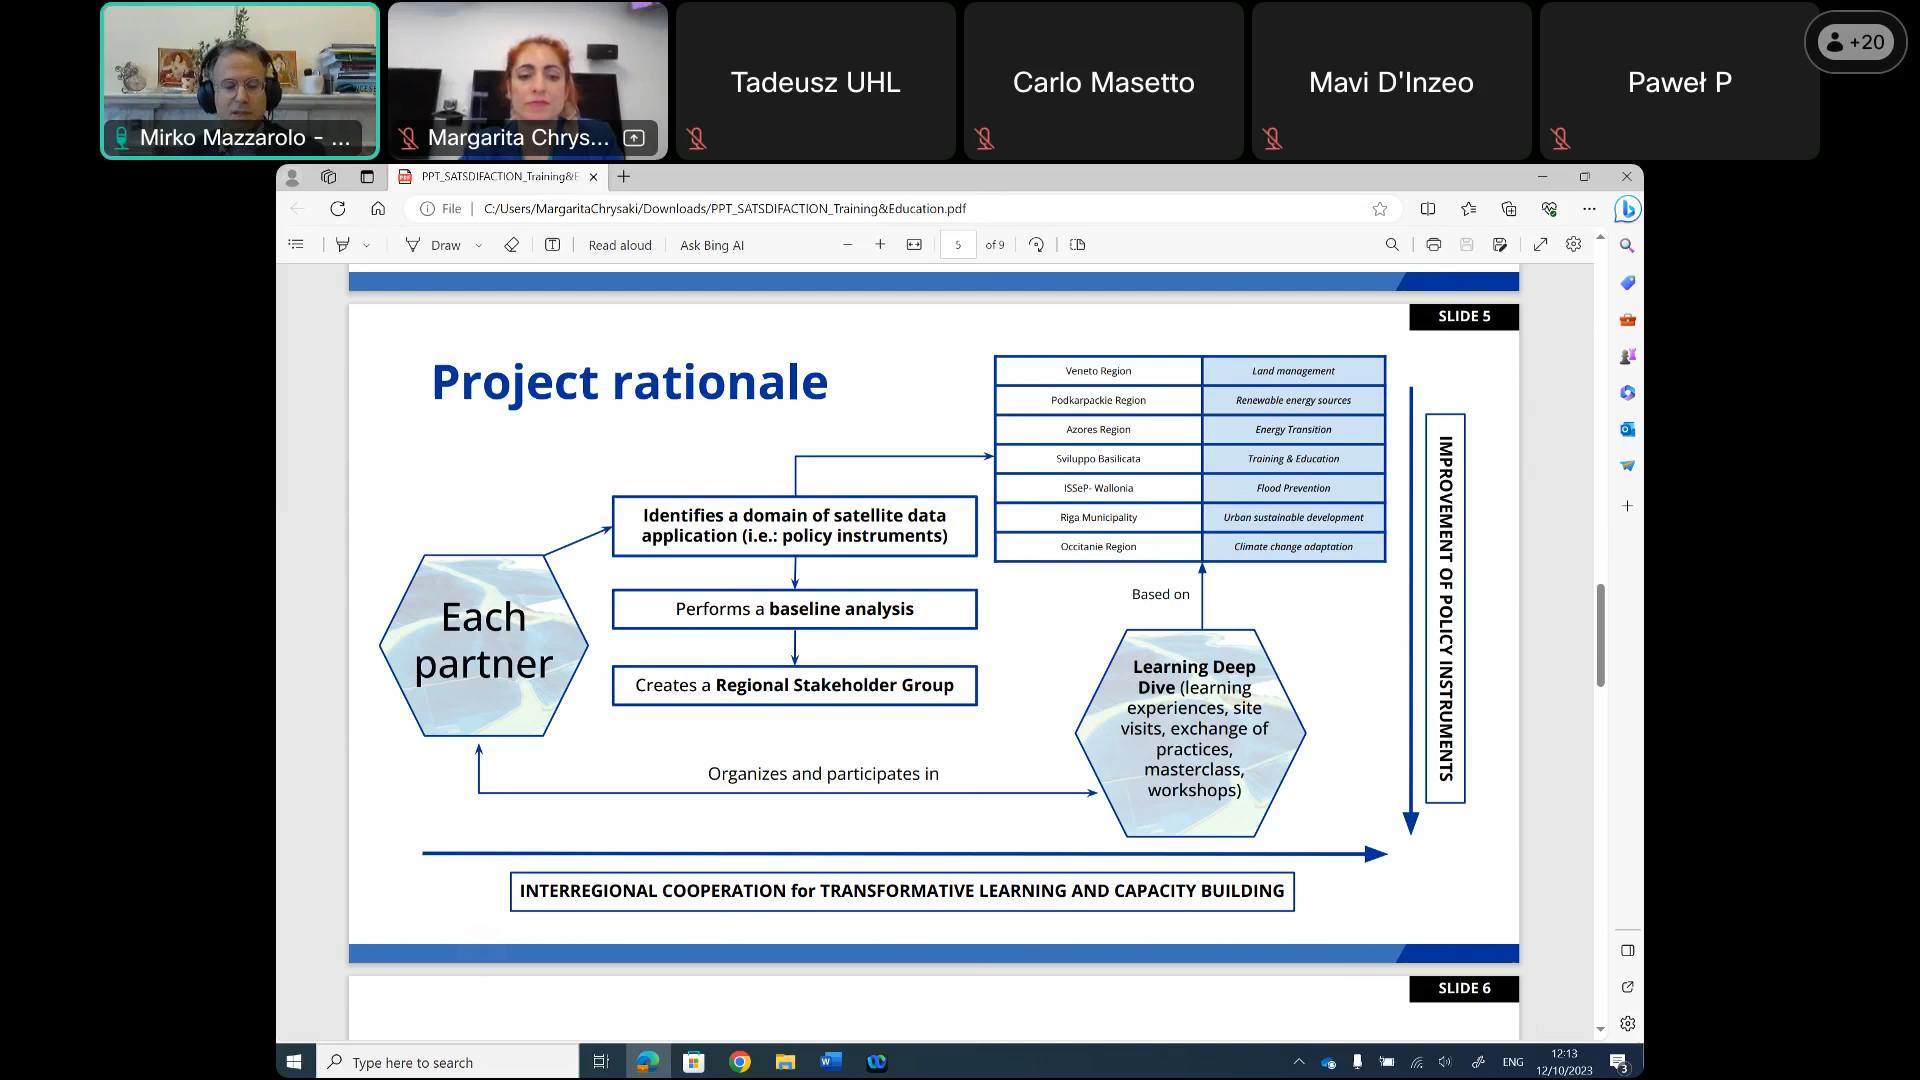 Mirko Mazzarolo - ...
Margarita Chrys...
Tadeusz UHL
Carlo Masetto
Mavi D'Inzeo
Paweł P
+20
PPT_SATSDIFACTION_Training&E
File
C:/Users/MargaritaChrysaki/Downloads/PPT_SATSDIFACTION_Training&Education.pdf
Draw
Read aloud
Ask Bing AI
5
of 9
SLIDE 5
Project rationale
Veneto Region
Land management
Podkarpackie Region
Renewable energy sources
Azores Region
Energy Transition
Sviluppo Basilicata
Training & Education
ISSeP- Wallonia
Flood Prevention
Riga Municipality
Urban sustainable development
Occitanie Region
Climate change adaptation
IMPROVEMENT OF POLICY INSTRUMENTS
Identifies a domain of satellite data
application (i.e.: policy instruments)
Performs a baseline analysis
Creates a Regional Stakeholder Group
Each
partner
Based on
Learning Deep
Dive (learning
experiences, site
visits, exchange of
practices,
masterclass,
workshops)
Organizes and participates in
INTERREGIONAL COOPERATION for TRANSFORMATIVE LEARNING AND CAPACITY BUILDING
SLIDE 6
Type here to search
ENG
12:13
12/10/2023
3